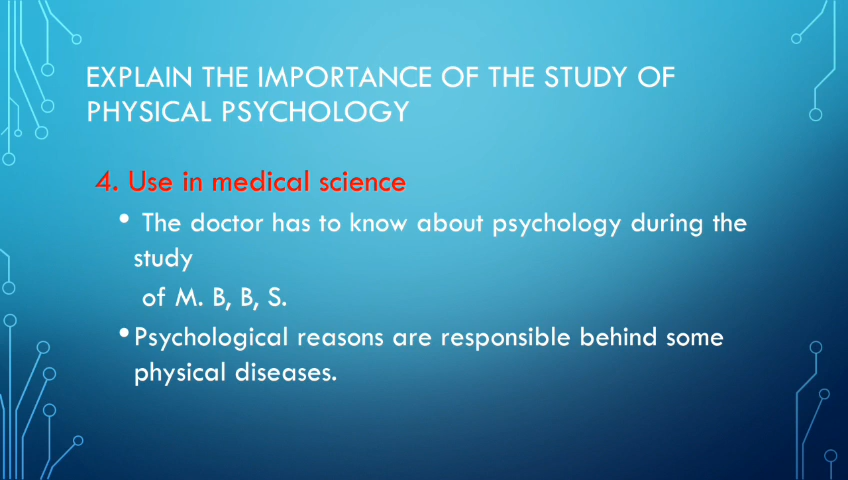 EXPLAIN THE IMPORTANCE OF THE STUDY OF
PHYSICAL PSYCHOLOGY
4. Use in medical science
• The doctor has to know about psychology during the
study
of M. B, B, S.
•Psychological reasons are responsible behind some
physical diseases.